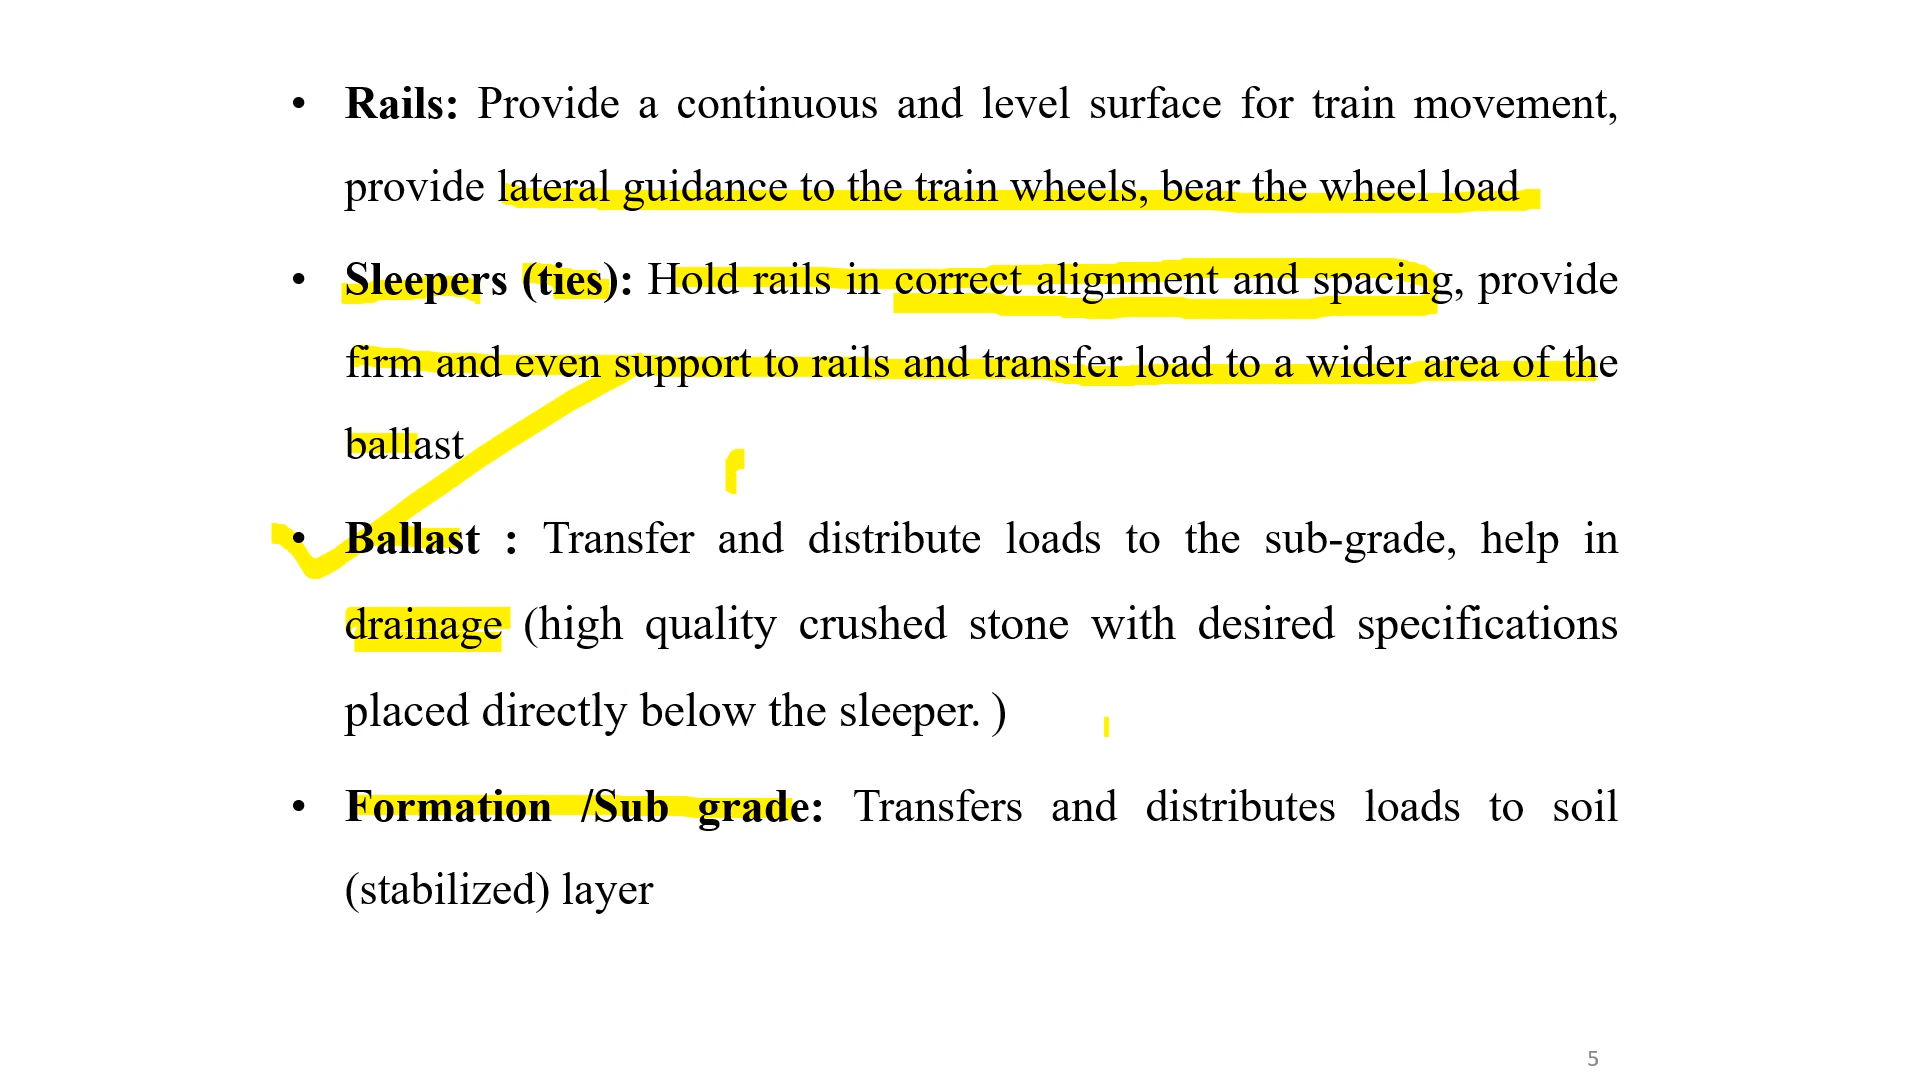 • Rails: Provide a continuous and level surface for train movement,
provide lateral guidance to the train wheels, bear the wheel load
• Sleepers (ties): Hold rails in correct alignment and spacing, provide
firm and even support to rails and transfer load to a wider area of the
ballast
• Ballast : Transfer and distribute loads to the sub-grade, help in
drainage (high quality crushed stone with desired specifications
placed directly below the sleeper. )
• Formation /Sub grade: Transfers and distributes loads to soil
(stabilized) layer
5